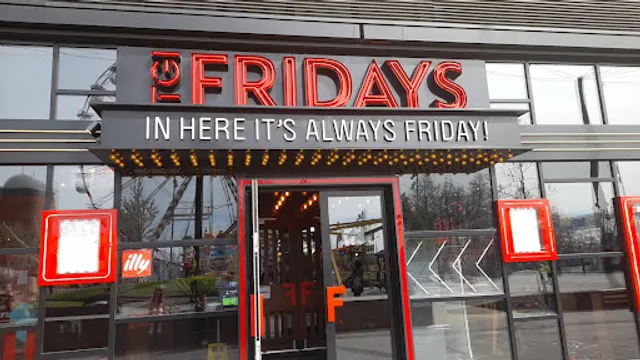 TGI FRIDAYS
IN HERE IT'S ALWAYS FRIDAY!
illy
F